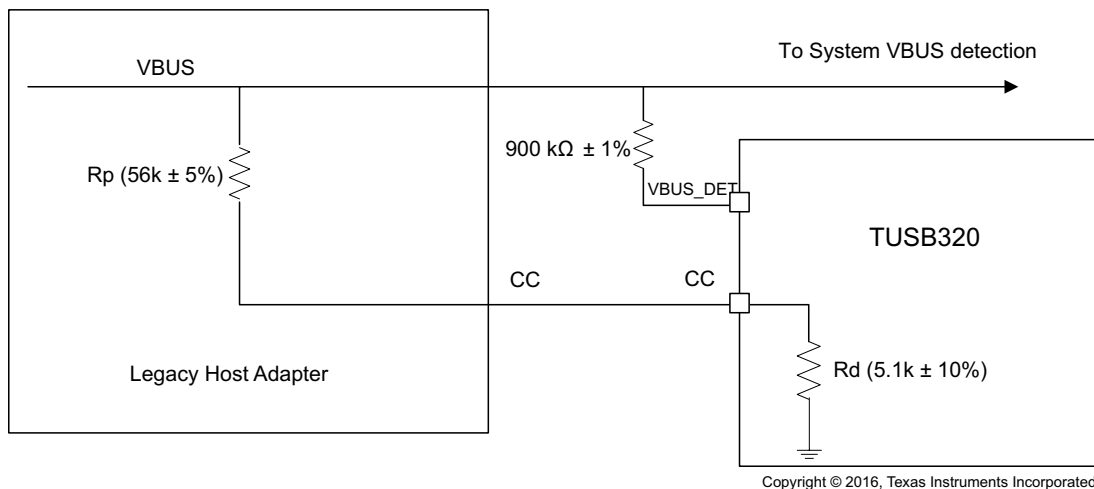 To System VBUS detection
VBUS
900 kΩ ± 1%
Rp (56k ± 5%)
VBUS_DET
TUSB320
CC
CC
Rd (5.1k ± 10%)
Legacy Host Adapter
Copyright © 2016, Texas Instruments Incorporated